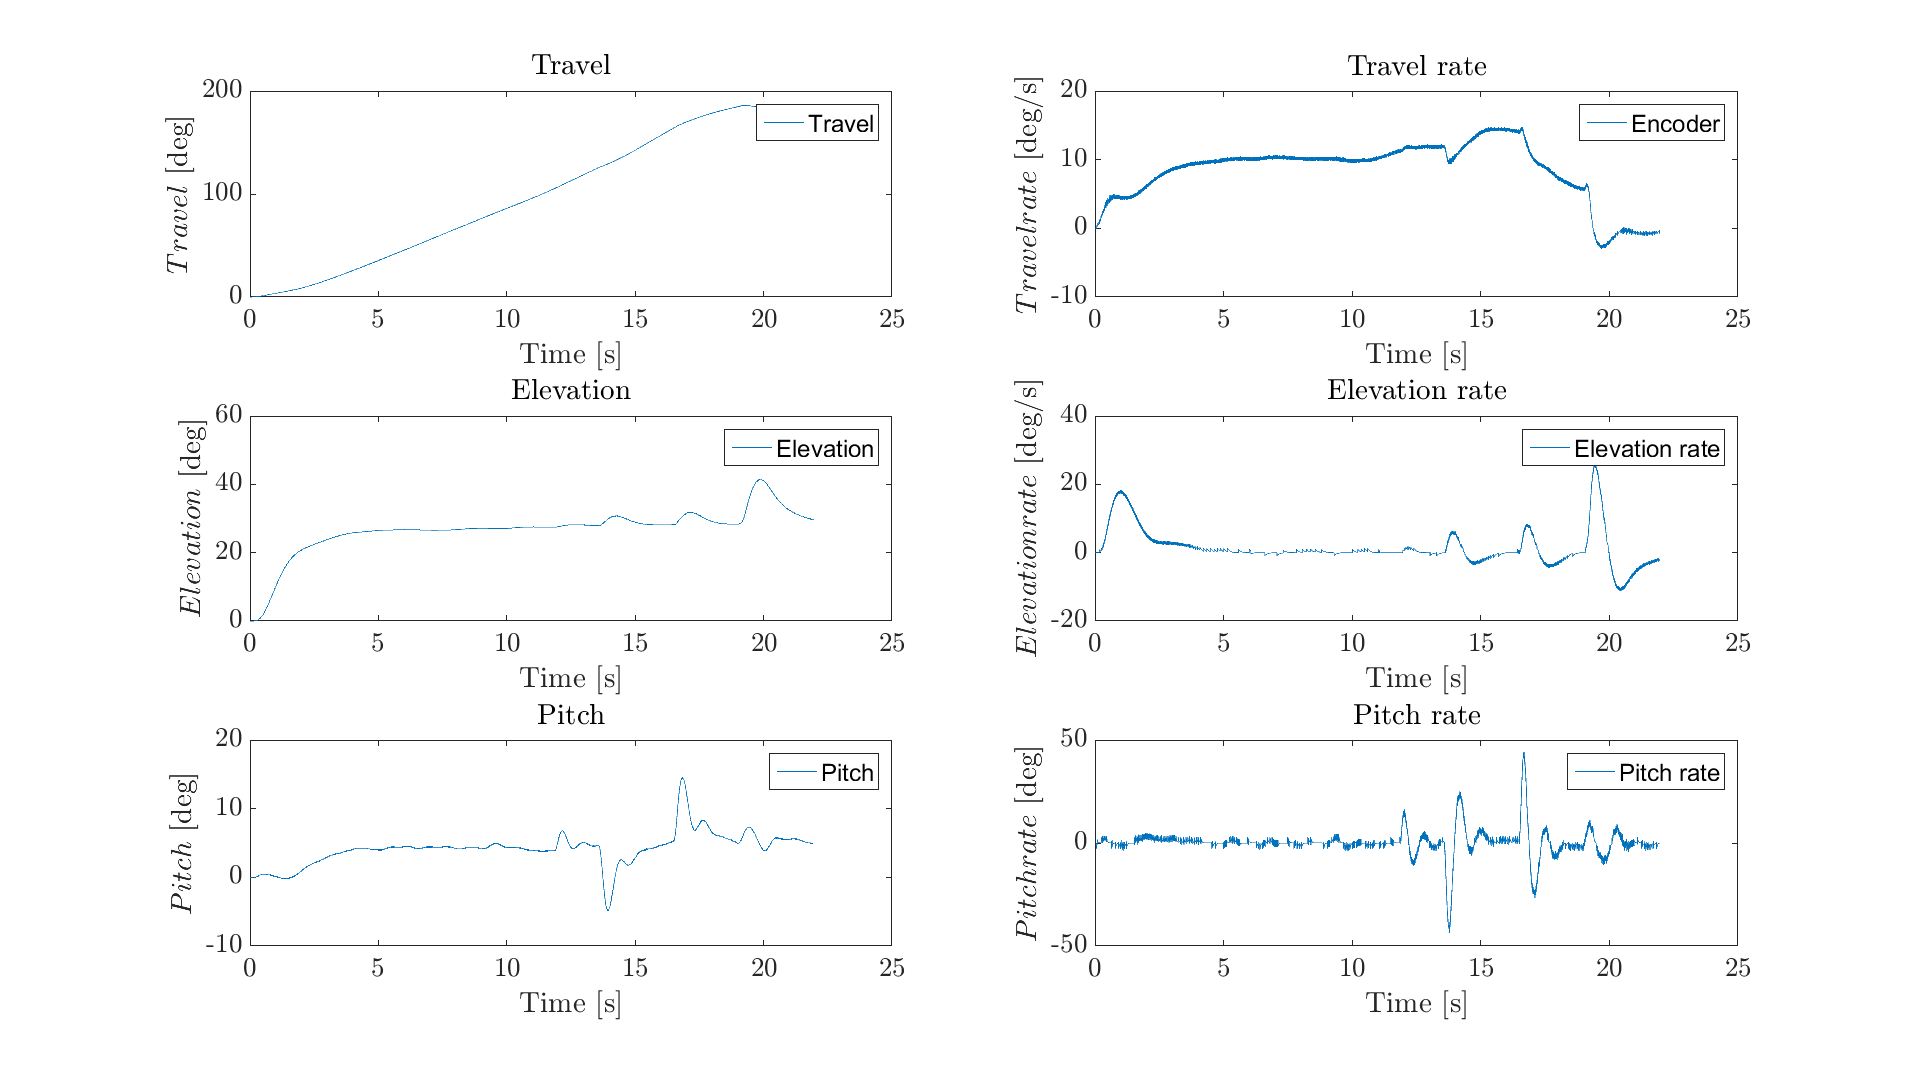 Travel
Travel [deg]
200
100
0
Travel
0 5 10 15 20 25
Time [s]
Travel rate
Travelrate [deg/s]
20
10
0
-10
Encoder
0 5 10 15 20 25
Time [s]
Elevation
Elevation [deg]
60
40
20
0
Elevation
0 5 10 15 20 25
Time [s]
Elevation rate
Elevationrate [deg/s]
40
20
0
-20
Elevation rate
0 5 10 15 20 25
Time [s]
Pitch
Pitch [deg]
20
10
0
-10
Pitch
0 5 10 15 20 25
Time [s]
Pitch rate
Pitchrate [deg]
50
0
-50
Pitch rate
0 5 10 15 20 25
Time [s]